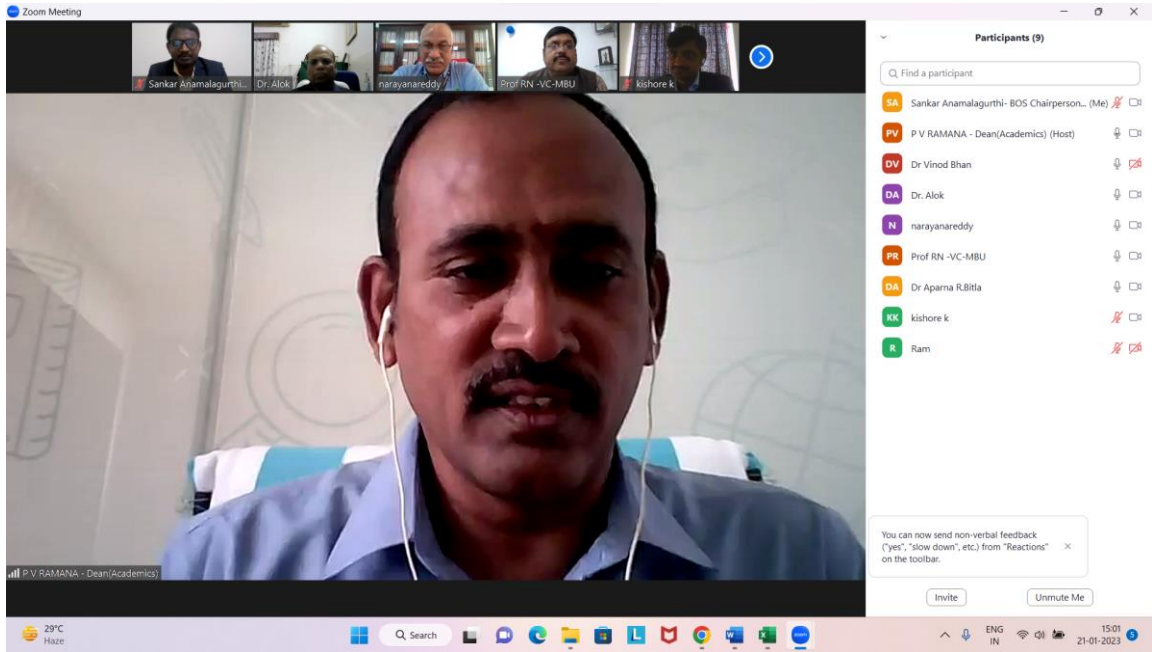 Zoom Meeting
Sankar Anamalagurthi...
Dr. Alok
narayanareddy
Prof RN -VC-MBU
kishore k
P V RAMANA - Dean(Academics)
Participants (9)
Find a participant
SA Sankar Anamalagurthi- BOS Chairperson... (Me)
PV P V RAMANA - Dean(Academics) (Host)
DV Dr Vinod Bhan
DA Dr. Alok
N narayanareddy
PR Prof RN -VC-MBU
DA Dr Aparna R.Bitla
KK kishore k
R Ram
You can now send non-verbal feedback
("yes", "slow down", etc.) from "Reactions"
on the toolbar.
Invite
Unmute Me
29°C
Haze
Search
ENG
IN
15:01
21-01-2023
5